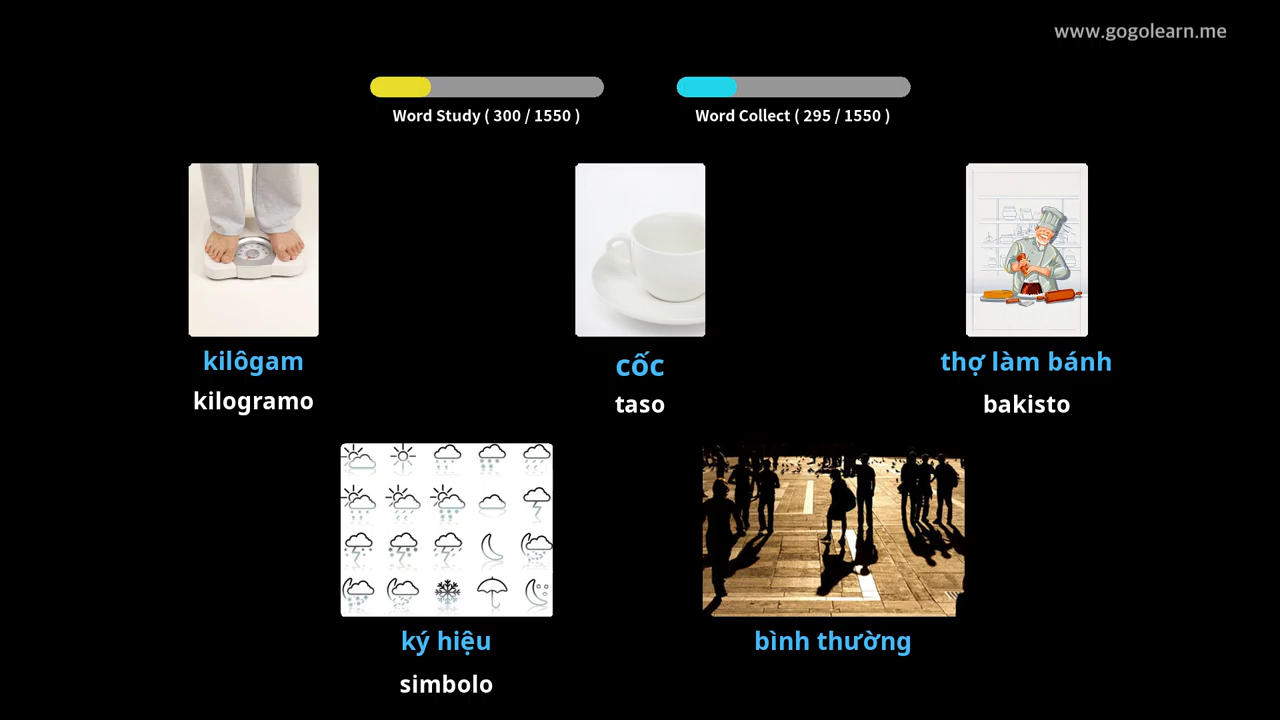 www.gogolearn.me
Word Study ( 300 / 1550 )
Word Collect ( 295 / 1550 )
kilôgam
kilogramo
cốc
taso
thợ làm bánh
bakisto
ký hiệu
simbolo
bình thường